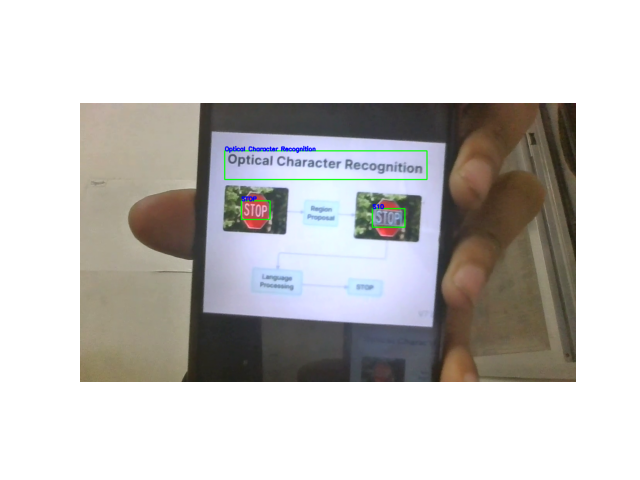 Optical Character Recognition
Optical Character Recognition
STOP
STOP
Region
Proposal
STO
STOP
Language
Processing
STOP